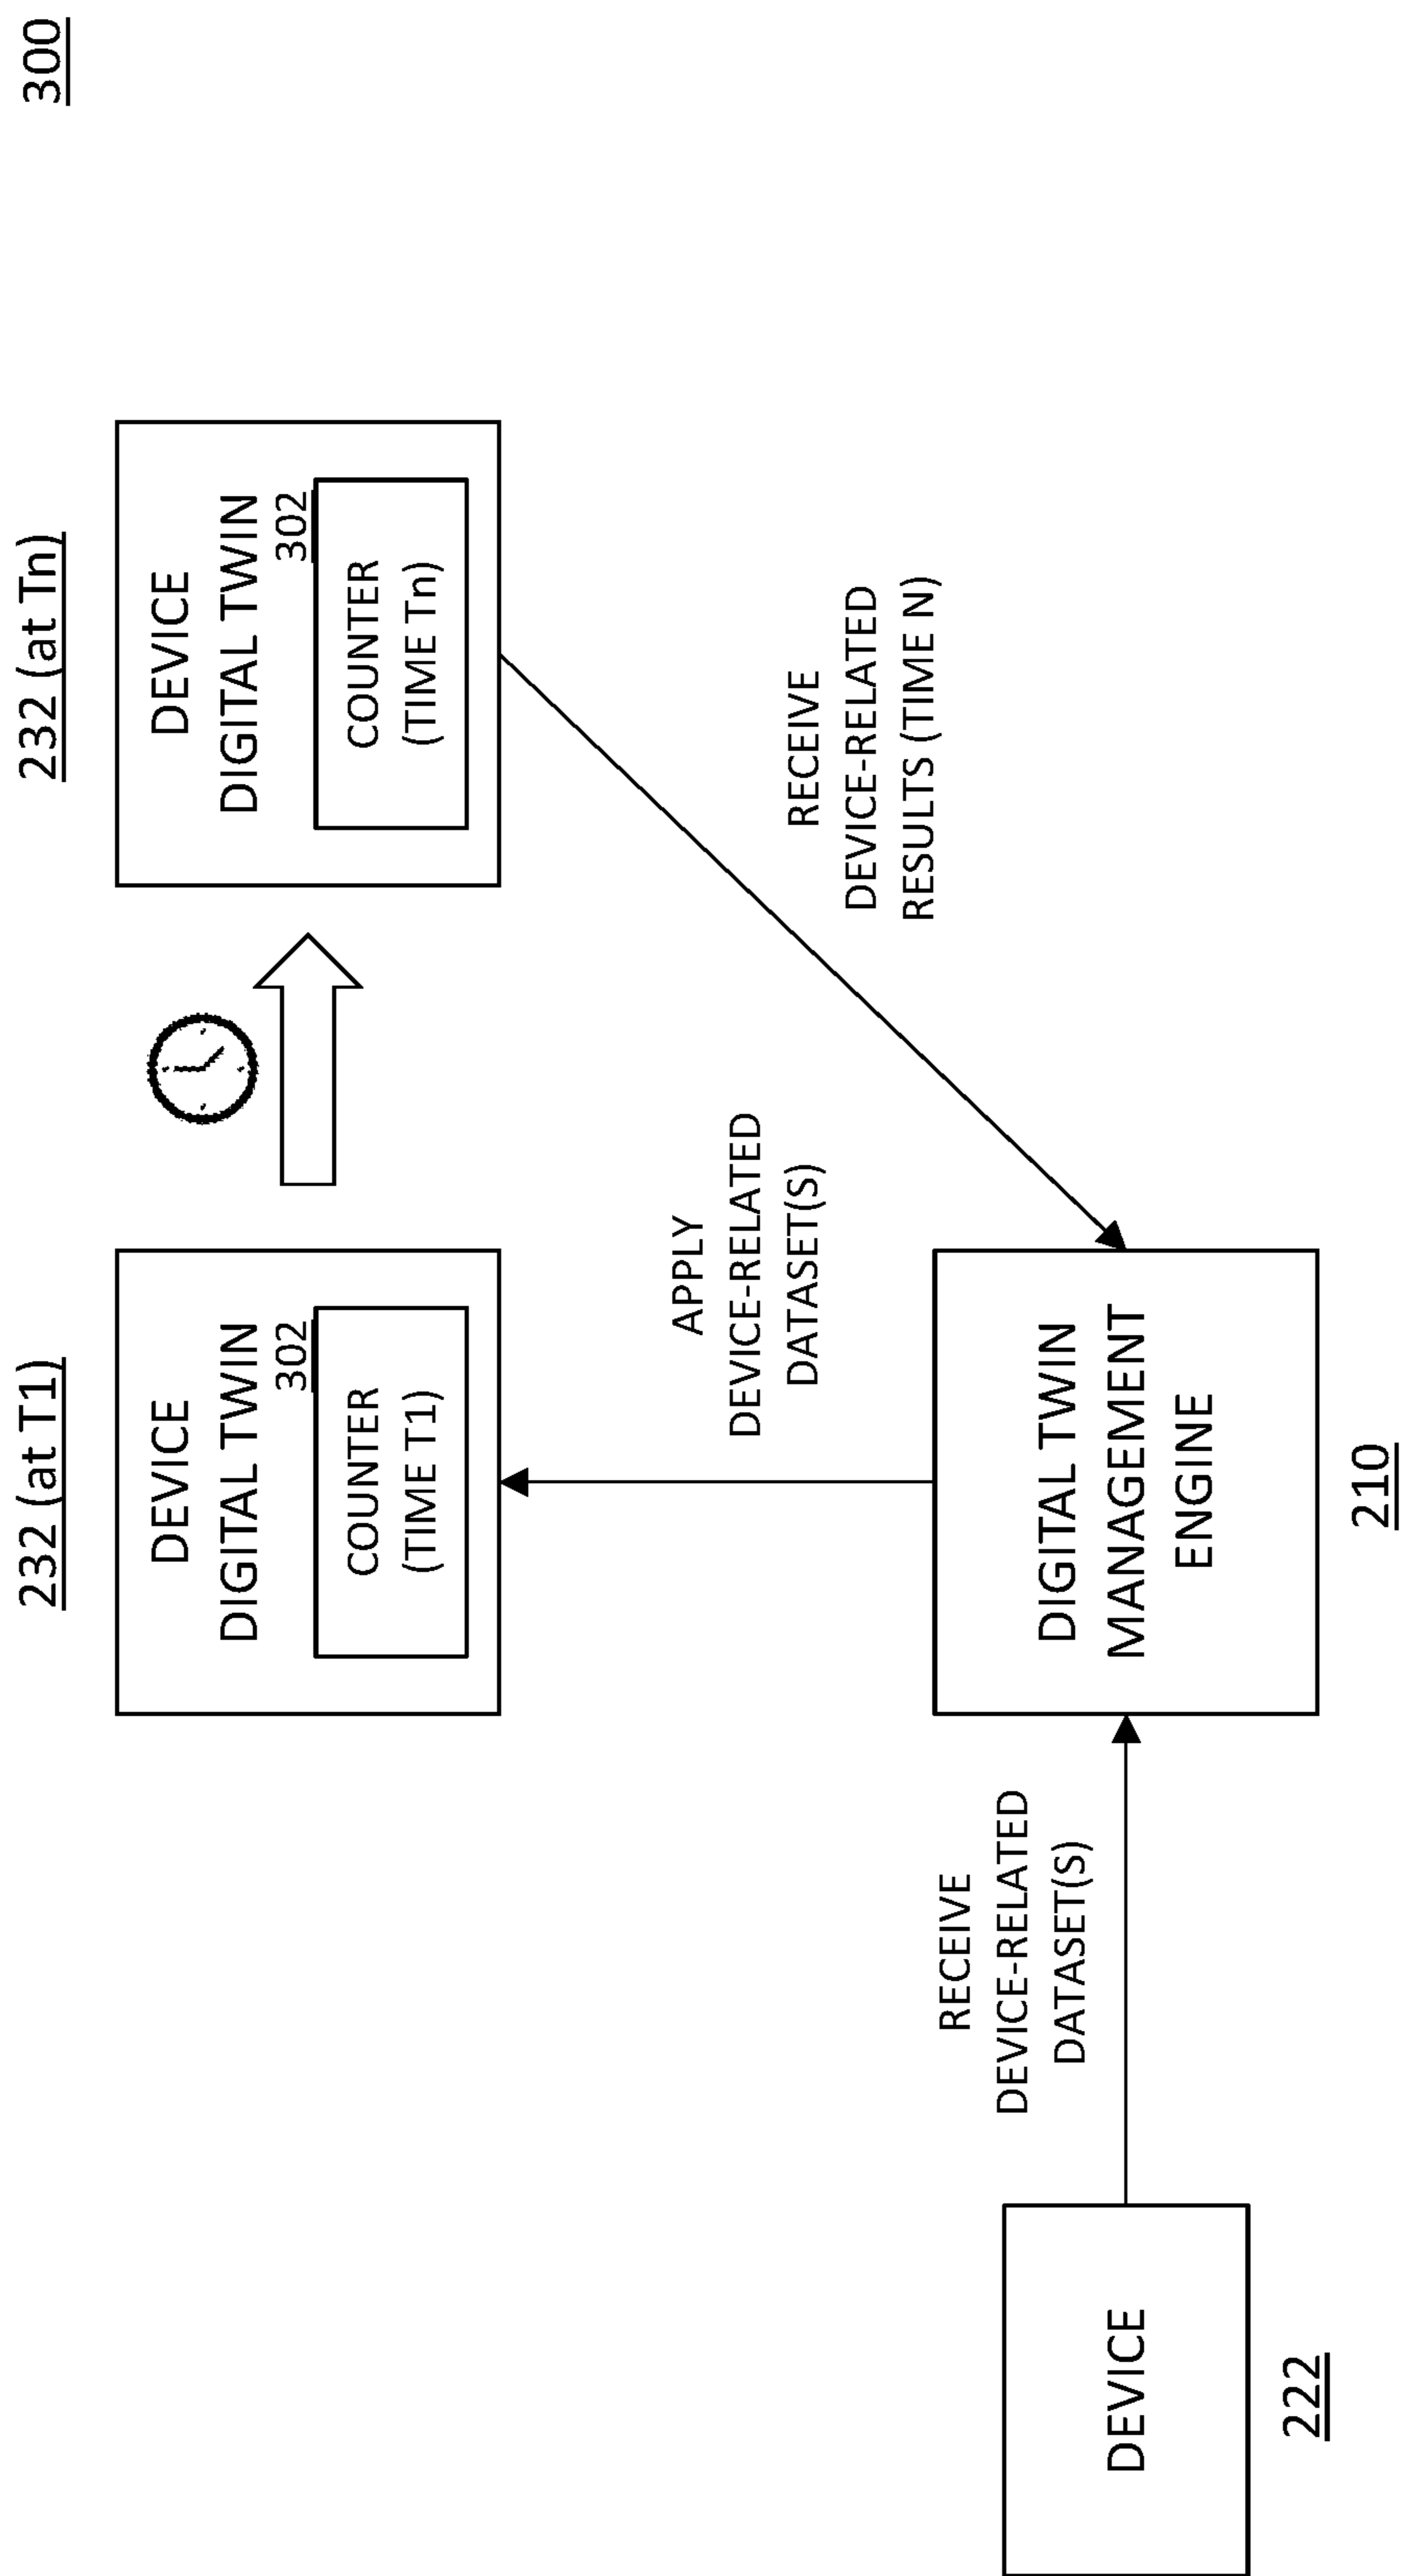 300
232 (at T1)
DEVICE
DIGITAL TWIN
302
COUNTER
(TIME T1)
232 (at Tn)
DEVICE
DIGITAL TWIN
302
COUNTER
(TIME Tn)
APPLY
DEVICE-RELATED
DATASET(S)
RECEIVE
DEVICE-RELATED
RESULTS (TIME N)
RECEIVE
DEVICE-RELATED
DATASET(S)
DEVICE
222
DIGITAL TWIN
MANAGEMENT
ENGINE
210